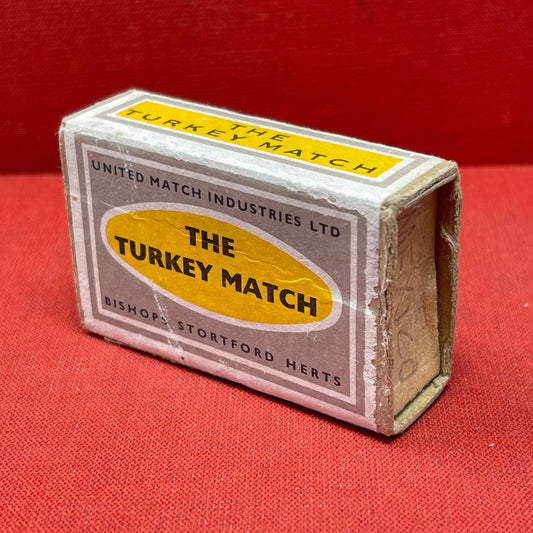 THE
TURKEY MATCH
UNITED MATCH INDUSTRIES LTD
THE
TURKEY MATCH
BISHOPS STORTFORD HERTS